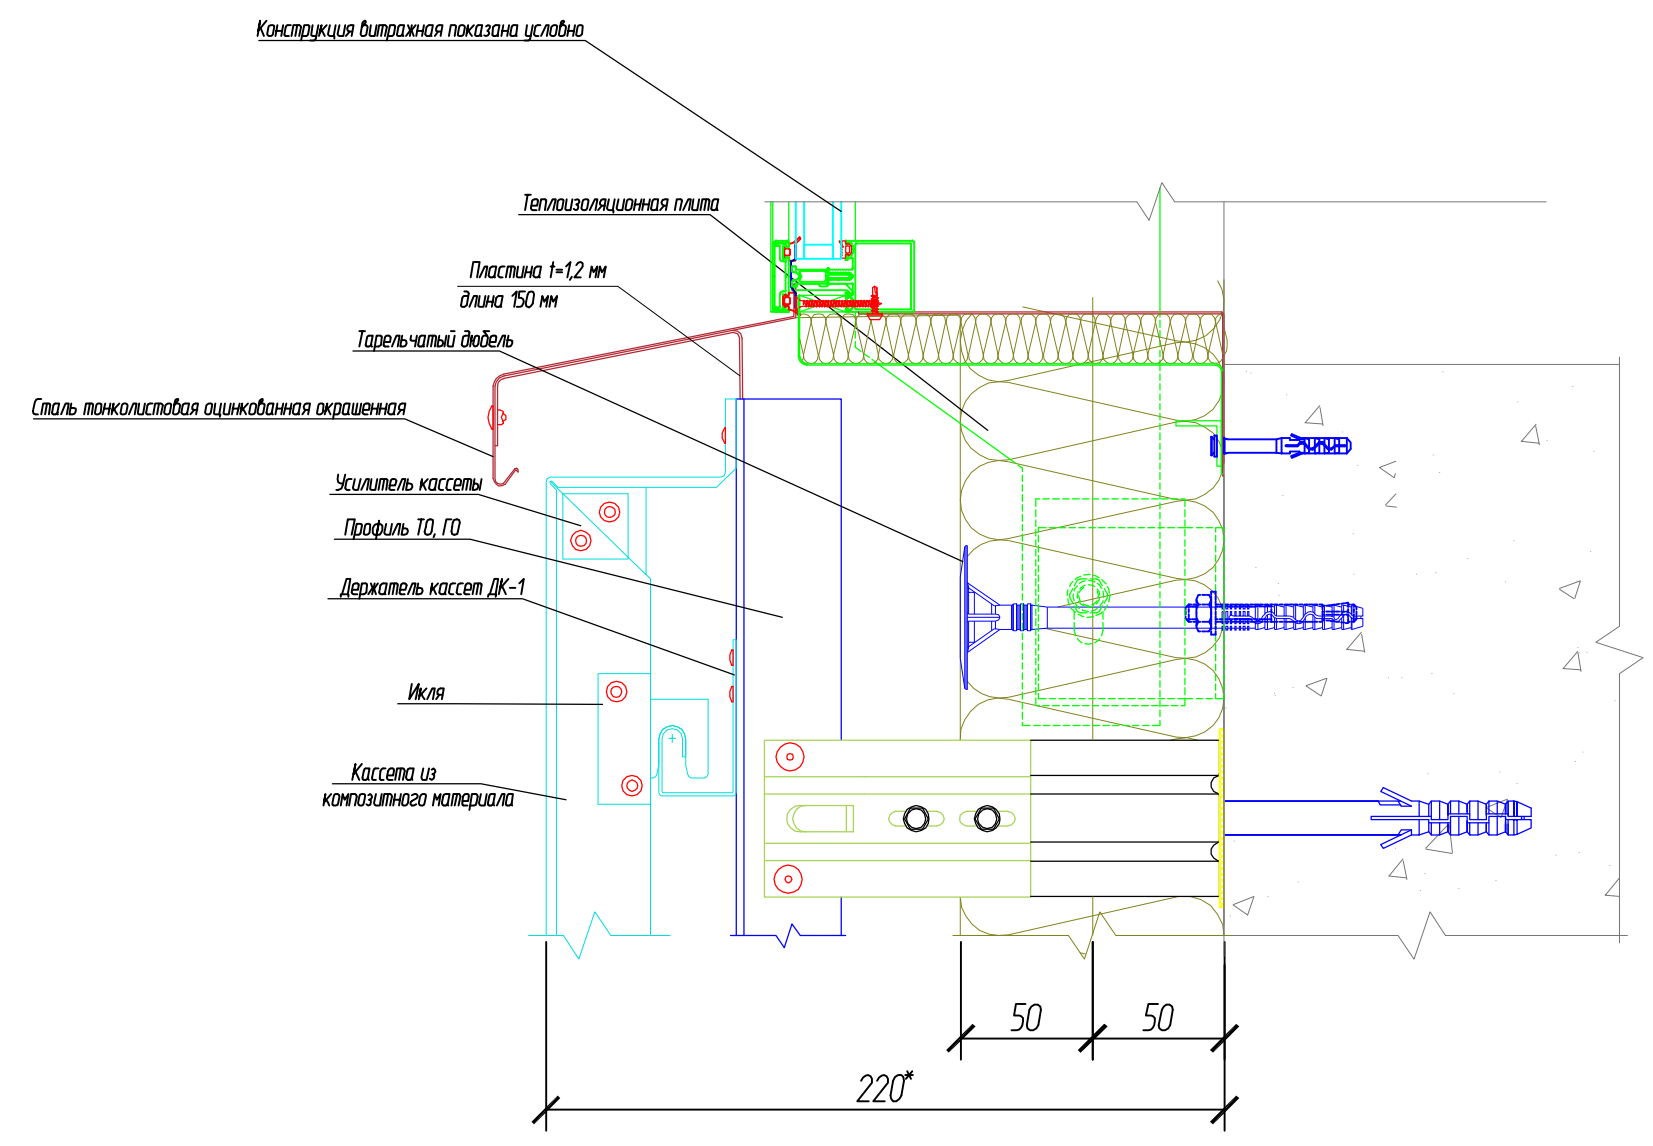 Конструкция витражная показана условно
Теплоизоляционная плита
Пластина t=1,2 мм
длина 150 мм
Тарельчатый дюбель
Сталь тонколистовая оцинкованная окрашенная
Усилитель кассеты
Профиль ТО, ГО
Держатель кассет ДК-1
Икля
Кассета из
композитного материала
50
50
220*